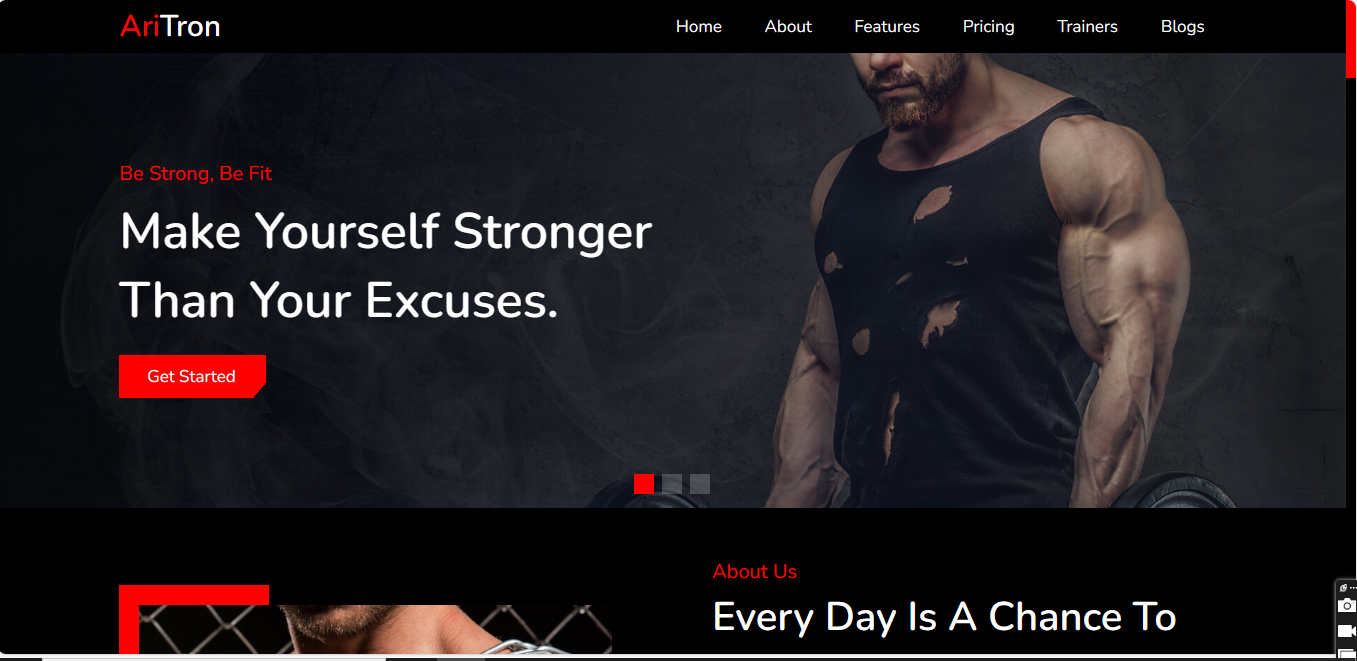 AriTron
Home About Features Pricing Trainers Blogs
Be Strong, Be Fit
Make Yourself Stronger
Than Your Excuses.
Get Started
About Us
Every Day Is A Chance To